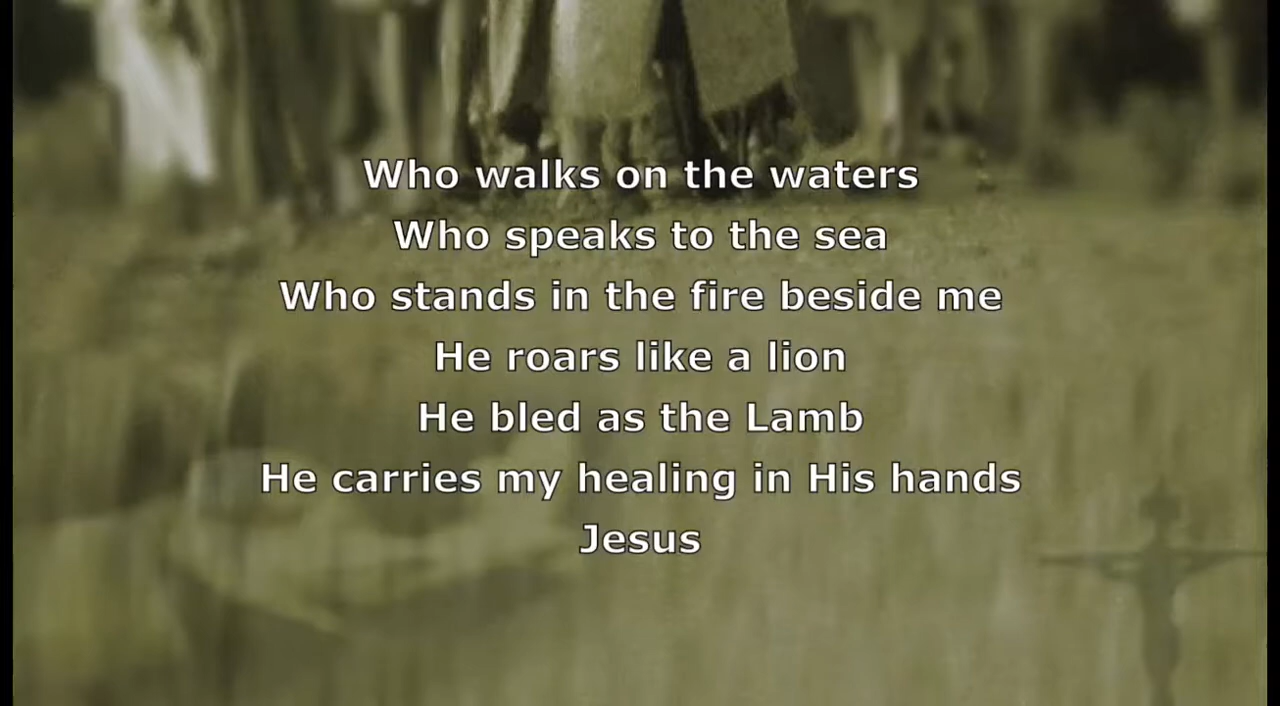 Who walks on the waters
Who speaks to the sea
Who stands in the fire beside me
He roars like a lion
He bled as the Lamb
He carries my healing in His hands
Jesus